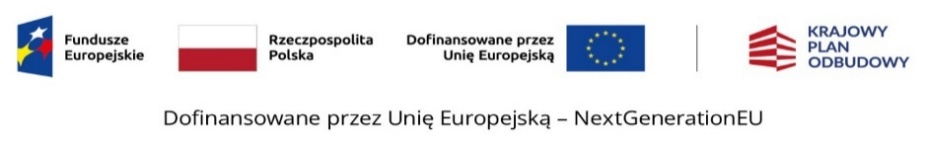 Fundusze
Europejskie
Rzeczpospolita
Polska
Dofinansowane przez
Unię Europejską
KRAJOWY
PLAN
ODBUDOWY
Dofinansowane przez Unię Europejską – NextGenerationEU